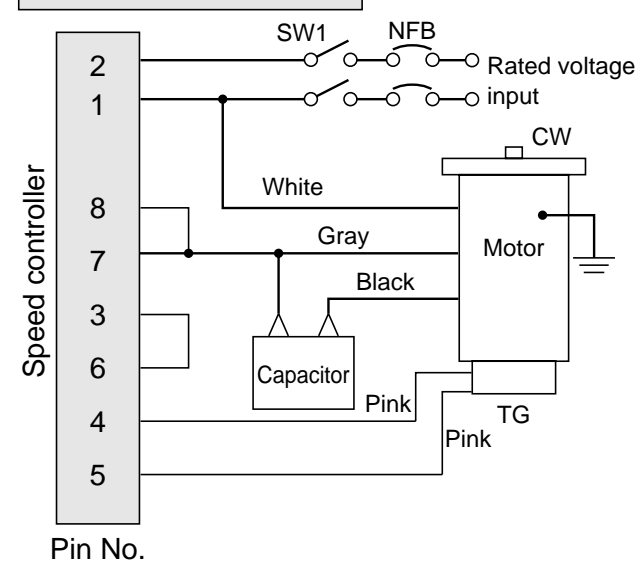 SW1
NFB
2
Rated voltage
input
1
CW
White
8
Gray
Motor
7
Black
Speed controller
3
6
Capacitor
Pink
4
TG
Pink
5
Pin No.